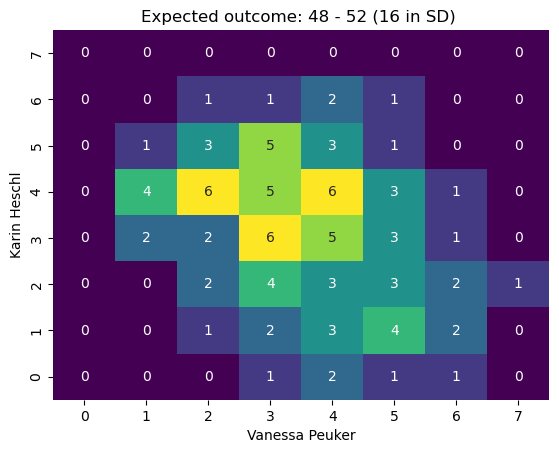 Expected outcome: 48 - 52 (16 in SD)
7 0 0 0 0 0 0 0 0
6 0 0 1 1 2 1 0 0
5 0 1 3 5 3 1 0 0
4 0 4 6 5 6 3 1 0
3 0 2 2 6 5 3 1 0
2 0 0 2 4 3 3 2 1
1 0 0 1 2 3 4 2 0
0 0 0 0 1 2 1 1 0
Karin Heschl
0 1 2 3 4 5 6 7
Vanessa Peuker